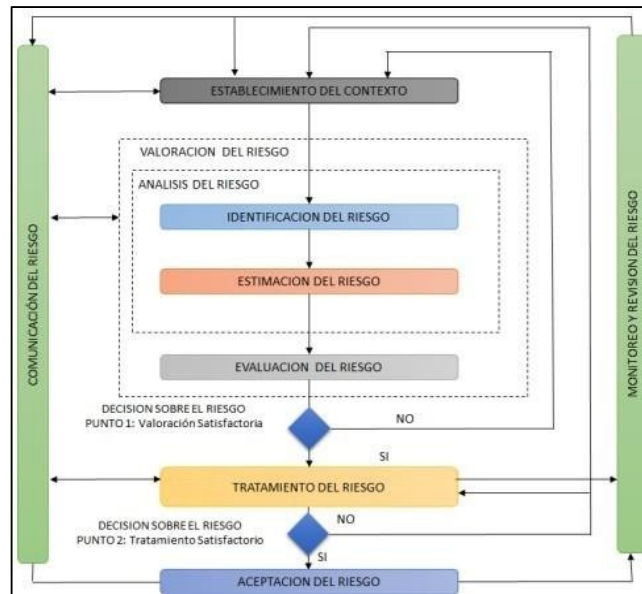 ESTABLECIMIENTO DEL CONTEXTO
VALORACION DEL RIESGO
ANALISIS DEL RIESGO
IDENTIFICACION DEL RIESGO
ESTIMACION DEL RIESGO
EVALUACION DEL RIESGO
DECISION SOBRE EL RIESGO
PUNTO 1: Valoración Satisfactoria
NO
SI
TRATAMIENTO DEL RIESGO
DECISION SOBRE EL RIESGO
PUNTO 2: Tratamiento Satisfactorio
NO
SI
ACEPTACION DEL RIESGO
COMUNICACIÓN DEL RIESGO
MONITOREO Y REVISION DEL RIESGO